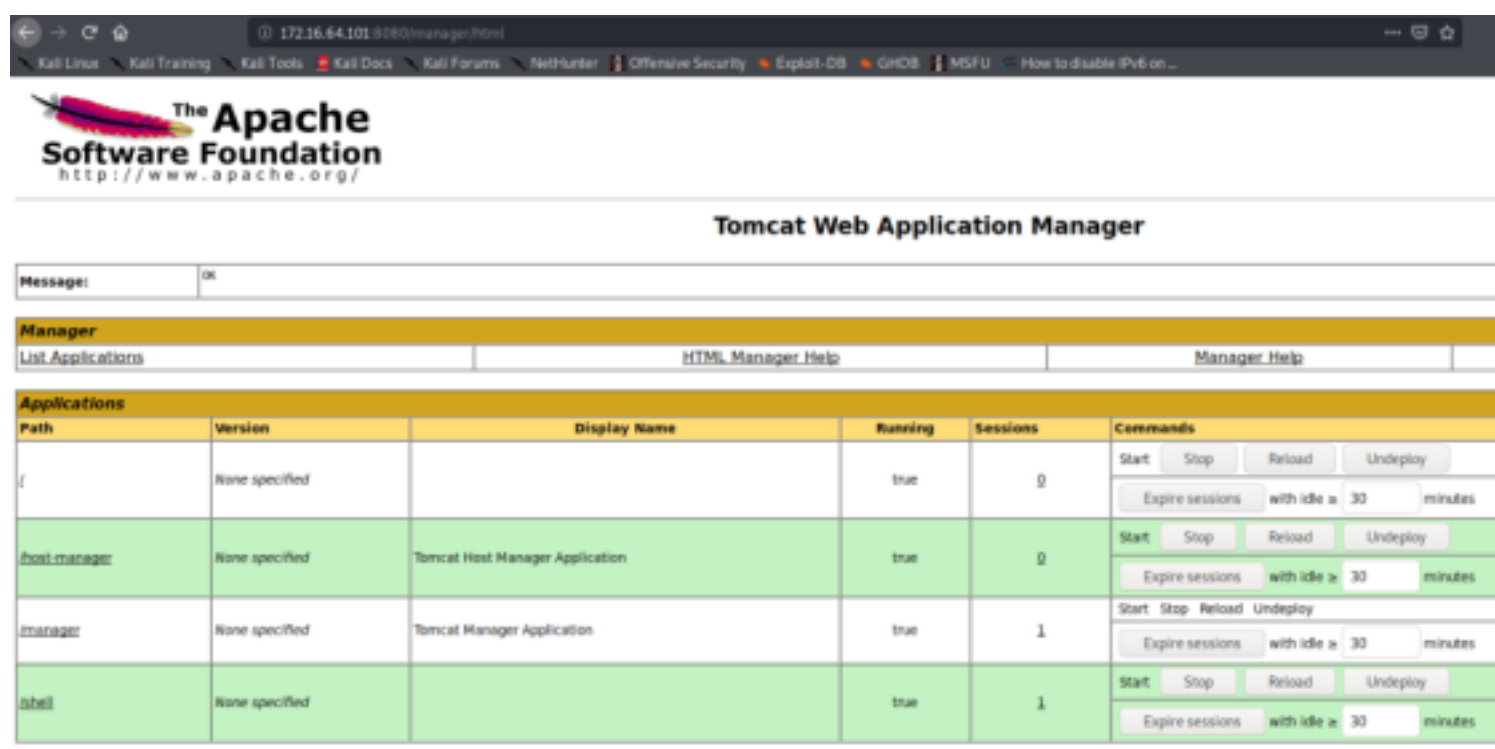 172.16.64.101:8080/manager/html
Kali Linux Kali Training Kali Tools Kali Docs Kali Forums NetHunter Offensive Security Exploit-DB GHDB MSFU How to disable IPv6 on ...
The Apache
Software Foundation
http://www.apache.org/
Tomcat Web Application Manager
Message: OK
Manager
List Applications HTML Manager Help Manager Help
Applications
Path Version Display Name Running Sessions Commands
/ None specified true 0 Start Stop Reload Undeploy
Expire sessions with idle ≥ 30 minutes
/host-manager None specified Tomcat Host Manager Application true 0 Start Stop Reload Undeploy
Expire sessions with idle ≥ 30 minutes
/manager None specified Tomcat Manager Application true 1 Start Stop Reload Undeploy
Expire sessions with idle ≥ 30 minutes
/shell None specified true 1 Start Stop Reload Undeploy
Expire sessions with idle ≥ 30 minutes